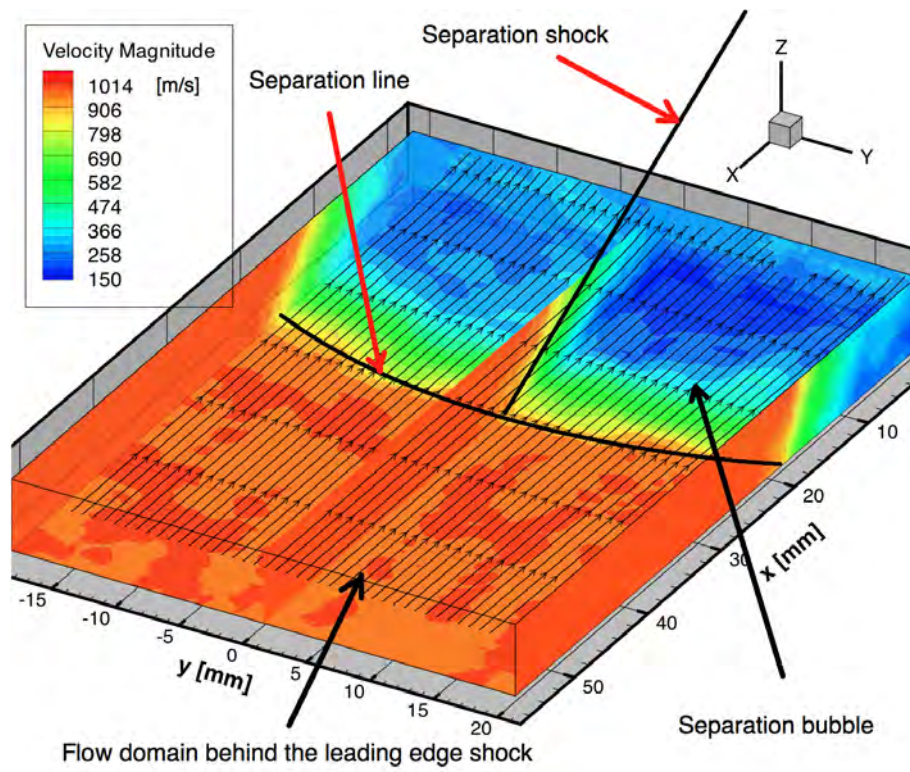 Velocity Magnitude
[m/s]
1014
906
798
690
582
474
366
258
150
Separation shock
Separation line
Z
Y
X
10
20
30
40
50
x [mm]
-15
-10
-5
0
5
10
15
20
y [mm]
Separation bubble
Flow domain behind the leading edge shock